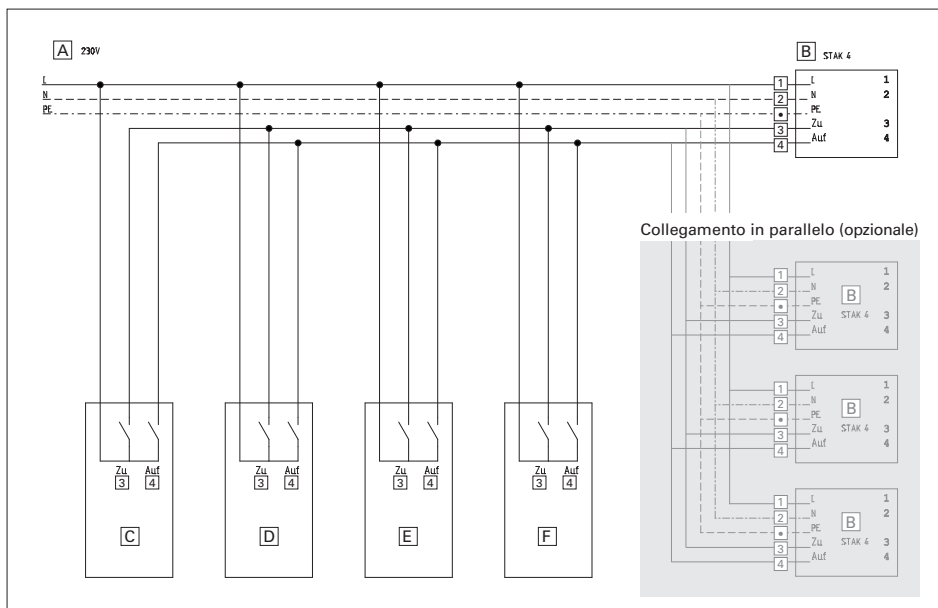 A 230V
B STAK 4
L 1 L 1
N 2 N 2
PE • PE
3 Zu 3
4 Auf 4
Collegamento in parallelo (opzionale)
1 L 1
2 N B 2
• PE STAK 4
3 Zu 3
4 Auf 4
1 L 1
2 N B 2
• PE STAK 4
3 Zu 3
4 Auf 4
1 L 1
2 N B 2
• PE STAK 4
3 Zu 3
4 Auf 4
Zu Auf Zu Auf Zu Auf Zu Auf
3 4 3 4 3 4 3 4
C D E F